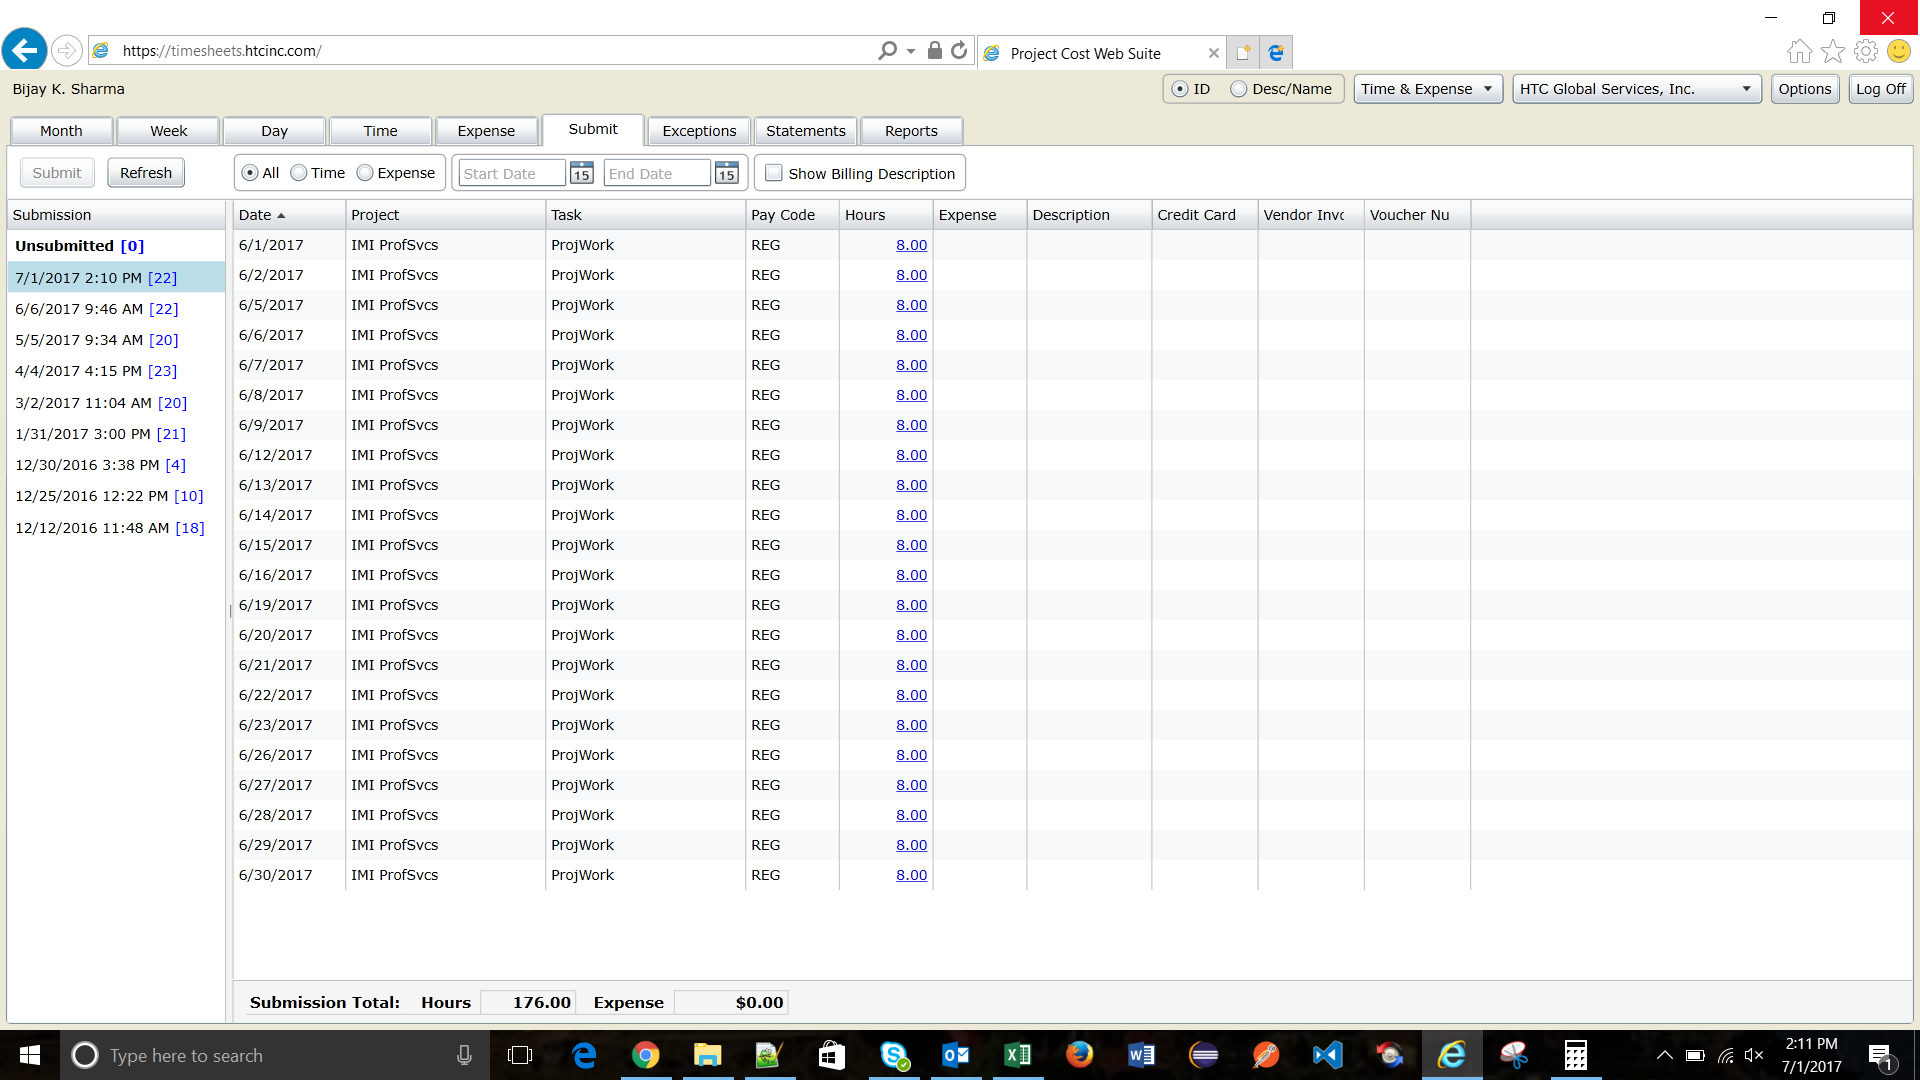 https://timesheets.htcinc.com/
Project Cost Web Suite
Bijay K. Sharma
ID Desc/Name Time & Expense HTC Global Services, Inc. Options Log Off
Month Week Day Time Expense Submit Exceptions Statements Reports
Submit Refresh All Time Expense Start Date 15 End Date 15 Show Billing Description
Submission
Unsubmitted [0]
7/1/2017 2:10 PM [22]
6/6/2017 9:46 AM [22]
5/5/2017 9:34 AM [20]
4/4/2017 4:15 PM [23]
3/2/2017 11:04 AM [20]
1/31/2017 3:00 PM [21]
12/30/2016 3:38 PM [4]
12/25/2016 12:22 PM [10]
12/12/2016 11:48 AM [18]
Date Project Task Pay Code Hours Expense Description Credit Card Vendor Invc Voucher Nu
6/1/2017 IMI ProfSvcs ProjWork REG 8.00
6/2/2017 IMI ProfSvcs ProjWork REG 8.00
6/5/2017 IMI ProfSvcs ProjWork REG 8.00
6/6/2017 IMI ProfSvcs ProjWork REG 8.00
6/7/2017 IMI ProfSvcs ProjWork REG 8.00
6/8/2017 IMI ProfSvcs ProjWork REG 8.00
6/9/2017 IMI ProfSvcs ProjWork REG 8.00
6/12/2017 IMI ProfSvcs ProjWork REG 8.00
6/13/2017 IMI ProfSvcs ProjWork REG 8.00
6/14/2017 IMI ProfSvcs ProjWork REG 8.00
6/15/2017 IMI ProfSvcs ProjWork REG 8.00
6/16/2017 IMI ProfSvcs ProjWork REG 8.00
6/19/2017 IMI ProfSvcs ProjWork REG 8.00
6/20/2017 IMI ProfSvcs ProjWork REG 8.00
6/21/2017 IMI ProfSvcs ProjWork REG 8.00
6/22/2017 IMI ProfSvcs ProjWork REG 8.00
6/23/2017 IMI ProfSvcs ProjWork REG 8.00
6/26/2017 IMI ProfSvcs ProjWork REG 8.00
6/27/2017 IMI ProfSvcs ProjWork REG 8.00
6/28/2017 IMI ProfSvcs ProjWork REG 8.00
6/29/2017 IMI ProfSvcs ProjWork REG 8.00
6/30/2017 IMI ProfSvcs ProjWork REG 8.00
Submission Total: Hours 176.00 Expense $0.00
Type here to search
2:11 PM
7/1/2017
1